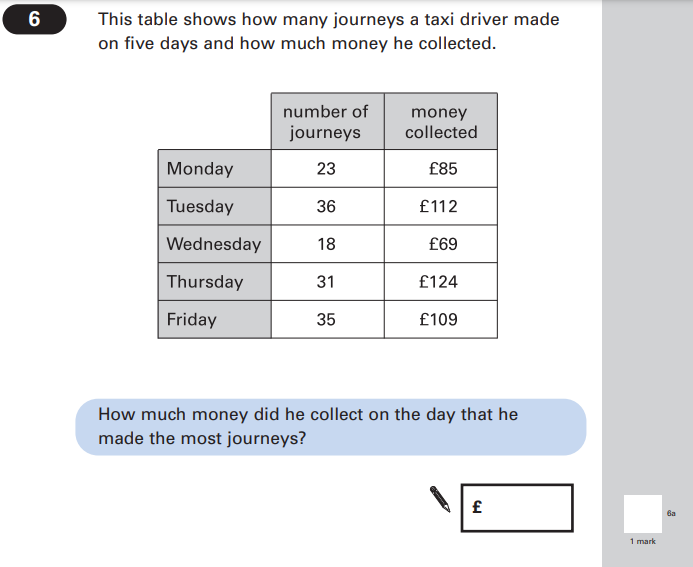 6
This table shows how many journeys a taxi driver made
on five days and how much money he collected.
number of journeys money collected
Monday 23 £85
Tuesday 36 £112
Wednesday 18 £69
Thursday 31 £124
Friday 35 £109
How much money did he collect on the day that he
made the most journeys?
£
6a
1 mark